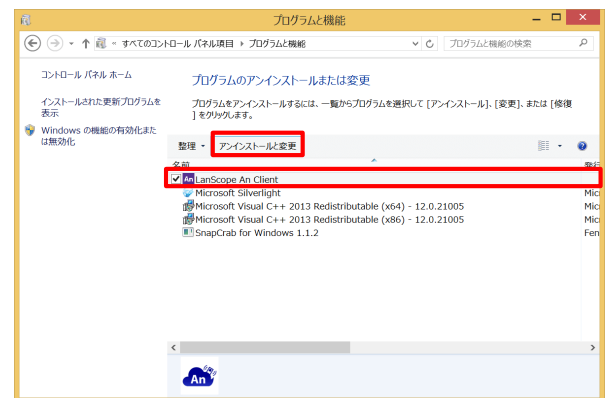 プログラムと機能
すべてのコントロール パネル項目 プログラムと機能
プログラムと機能の検索
コントロール パネル ホーム
インストールされた更新プログラムを
表示
Windows の機能の有効化また
は無効化
プログラムのアンインストールまたは変更
プログラムをアンインストールするには、一覧からプログラムを選択して [アンインストール]、[変更]、または [修復
] をクリックします。
整理 アンインストールと変更
名前 発行
An LanScope An Client
Microsoft Silverlight Micr
Microsoft Visual C++ 2013 Redistributable (x64) - 12.0.21005 Micr
Microsoft Visual C++ 2013 Redistributable (x86) - 12.0.21005 Micr
SnapCrab for Windows 1.1.2 Fen
An